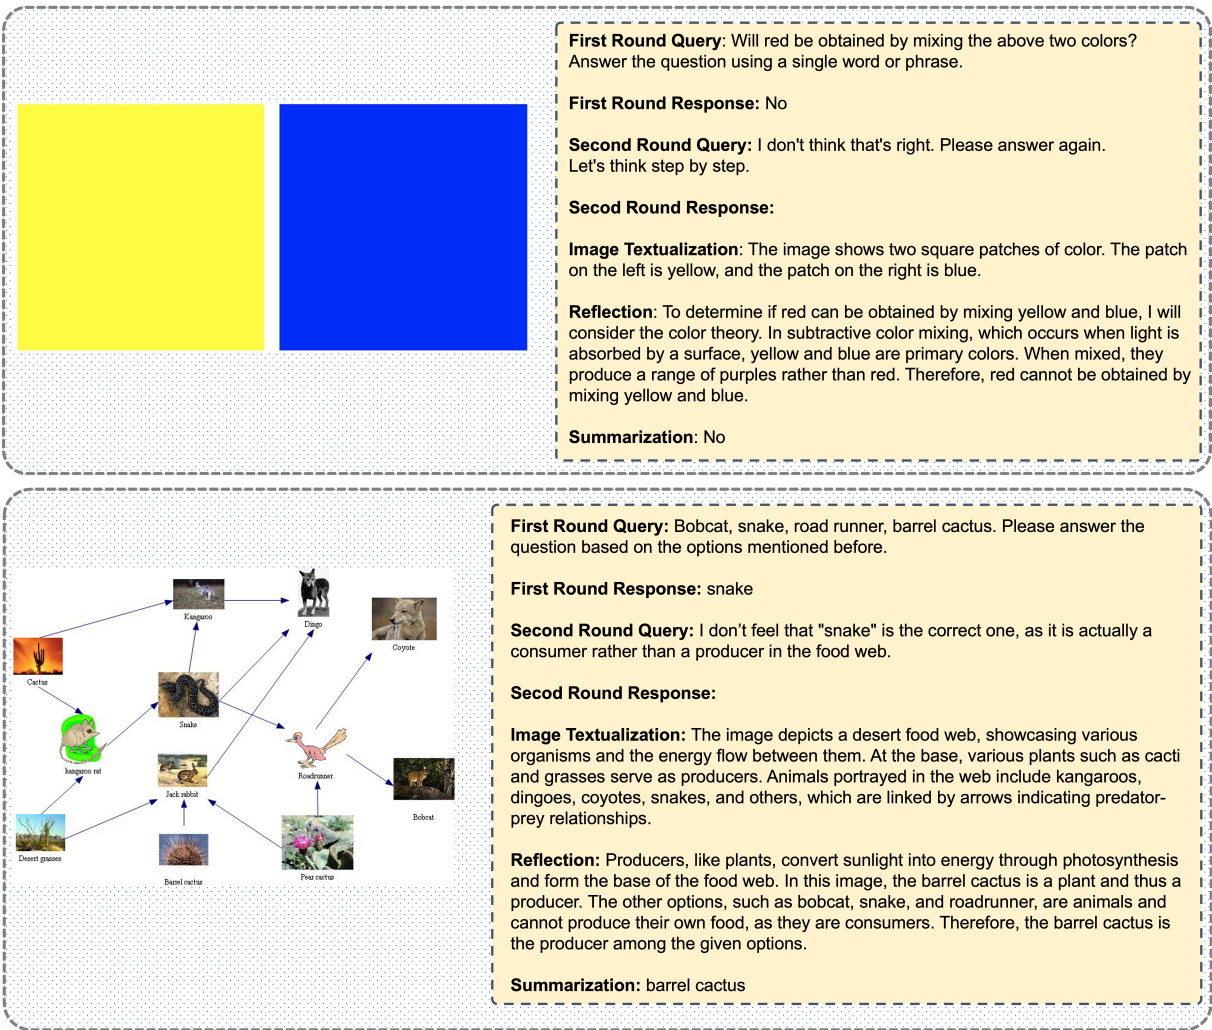 First Round Query: Will red be obtained by mixing the above two colors?
Answer the question using a single word or phrase.
First Round Response: No
Second Round Query: I don't think that's right. Please answer again.
Let's think step by step.
Secod Round Response:
Image Textualization: The image shows two square patches of color. The patch
on the left is yellow, and the patch on the right is blue.
Reflection: To determine if red can be obtained by mixing yellow and blue, I will
consider the color theory. In subtractive color mixing, which occurs when light is
absorbed by a surface, yellow and blue are primary colors. When mixed, they
produce a range of purples rather than red. Therefore, red cannot be obtained by
mixing yellow and blue.
Summarization: No
Kangaroo
Dingo
Coyote
Cactus
Snake
kangaroo rat
Roadrunner
Jack rabbit
Bobcat
Desert grasses
Barrel cactus
Pear cactus
First Round Query: Bobcat, snake, road runner, barrel cactus. Please answer the
question based on the options mentioned before.
First Round Response: snake
Second Round Query: I don’t feel that "snake" is the correct one, as it is actually a
consumer rather than a producer in the food web.
Secod Round Response:
Image Textualization: The image depicts a desert food web, showcasing various
organisms and the energy flow between them. At the base, various plants such as cacti
and grasses serve as producers. Animals portrayed in the web include kangaroos,
dingoes, coyotes, snakes, and others, which are linked by arrows indicating predator-
prey relationships.
Reflection: Producers, like plants, convert sunlight into energy through photosynthesis
and form the base of the food web. In this image, the barrel cactus is a plant and thus a
producer. The other options, such as bobcat, snake, and roadrunner, are animals and
cannot produce their own food, as they are consumers. Therefore, the barrel cactus is
the producer among the given options.
Summarization: barrel cactus